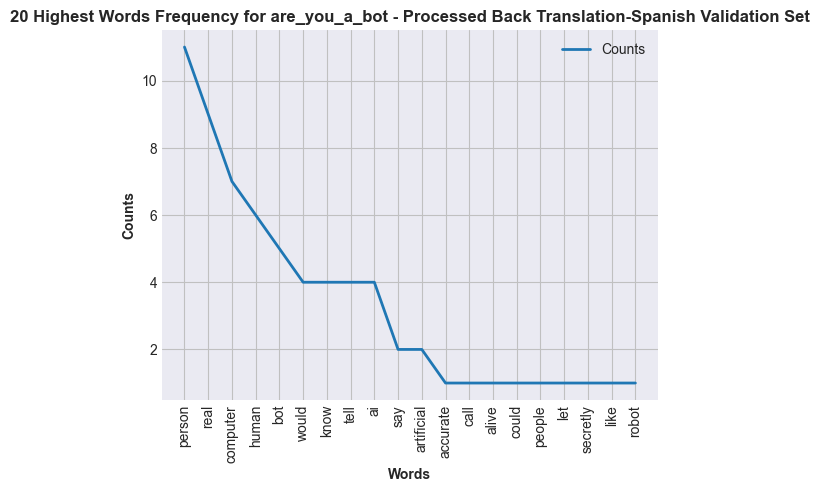 20 Highest Words Frequency for are_you_a_bot - Processed Back Translation-Spanish Validation Set
Counts
10
8
6
4
2
Counts
person
real
computer
human
bot
would
know
tell
ai
say
artificial
accurate
call
alive
could
people
let
secretly
like
robot
Words